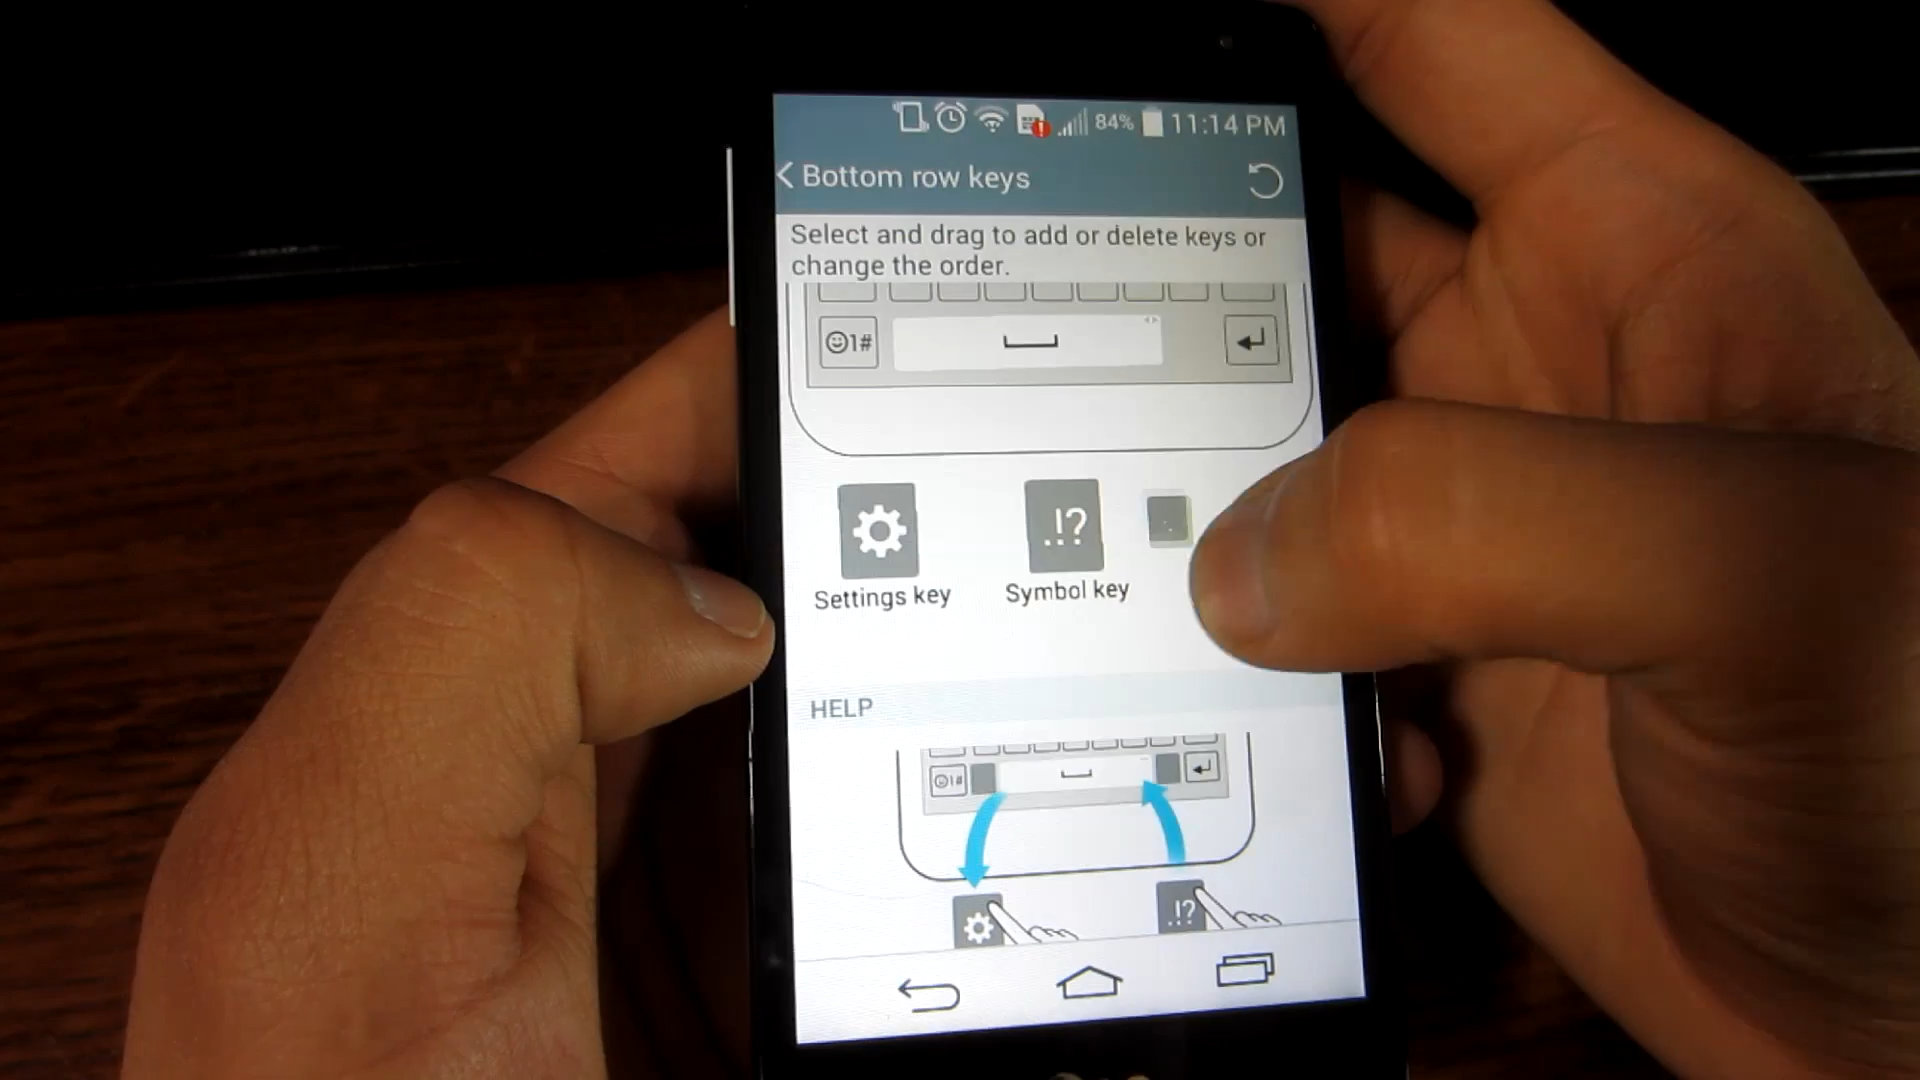 84% 11:14 PM
Bottom row keys
Select and drag to add or delete keys or
change the order.
1#
.!?
Settings key
Symbol key
HELP
1#
.!?